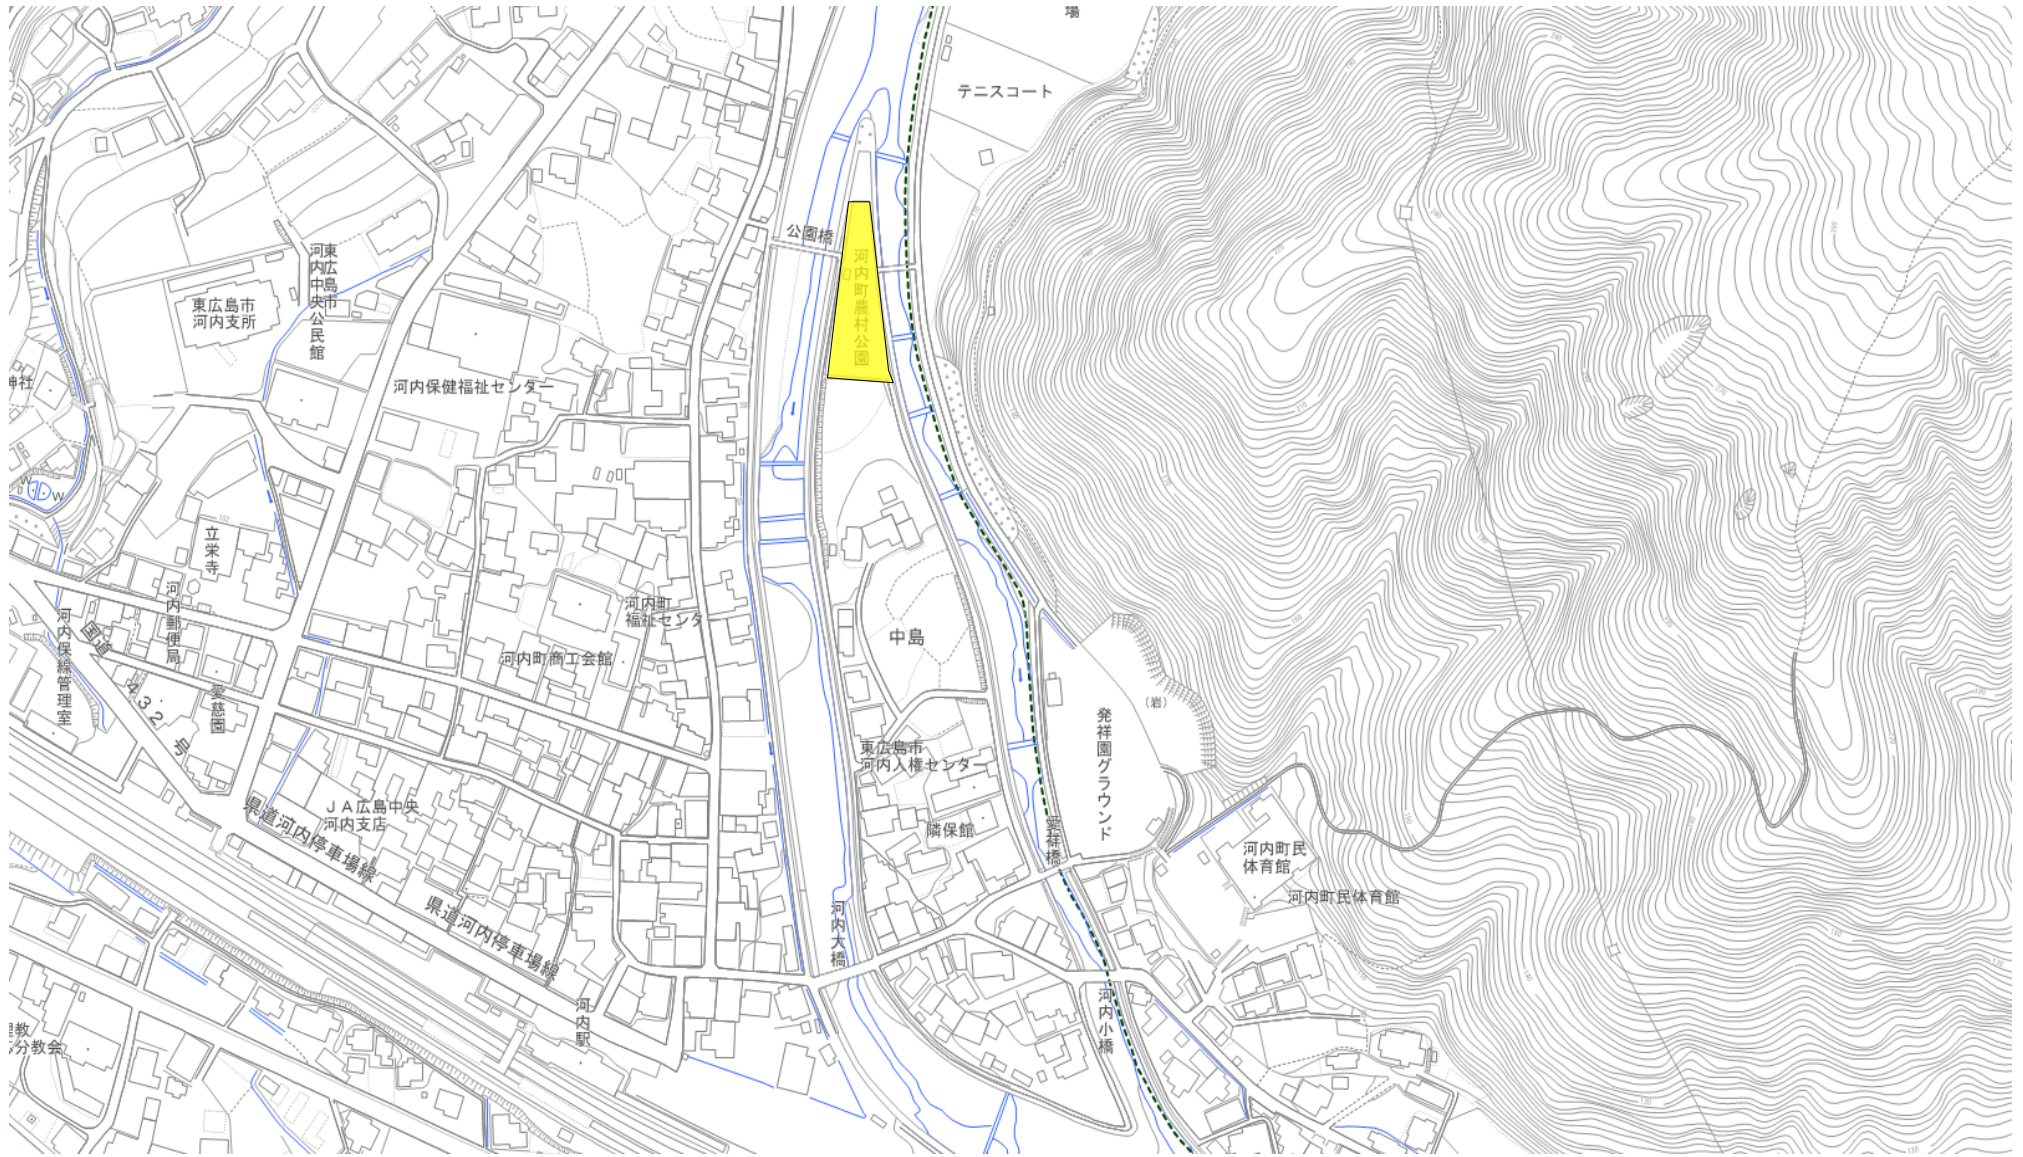 場
テニスコート
公園橋
河内町農村公園
東広島市
河内中央公民館
東広島市
河内支所
神社
河内保健福祉センター
W
W
立栄寺
河内郵便局
河内保線管理室
国道
432号
愛慈園
河内町
福祉センター
河内町商工会館
中島
(岩)
発祥園グラウンド
東広島市
河内人権センター
隣保館
愛祥橋
河内町民
体育館
河内町民体育館
JA広島中央
河内支店
県道河内停車場線
県道河内停車場線
河内大橋
河内駅
河内小橋
分教会